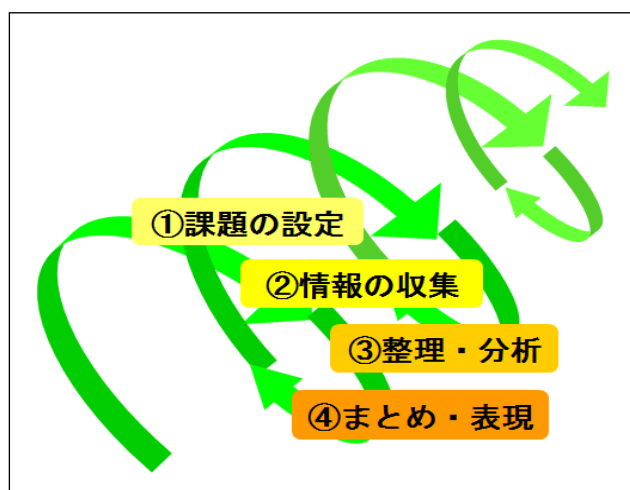 ①課題の設定
②情報の収集
③整理・分析
④まとめ・表現